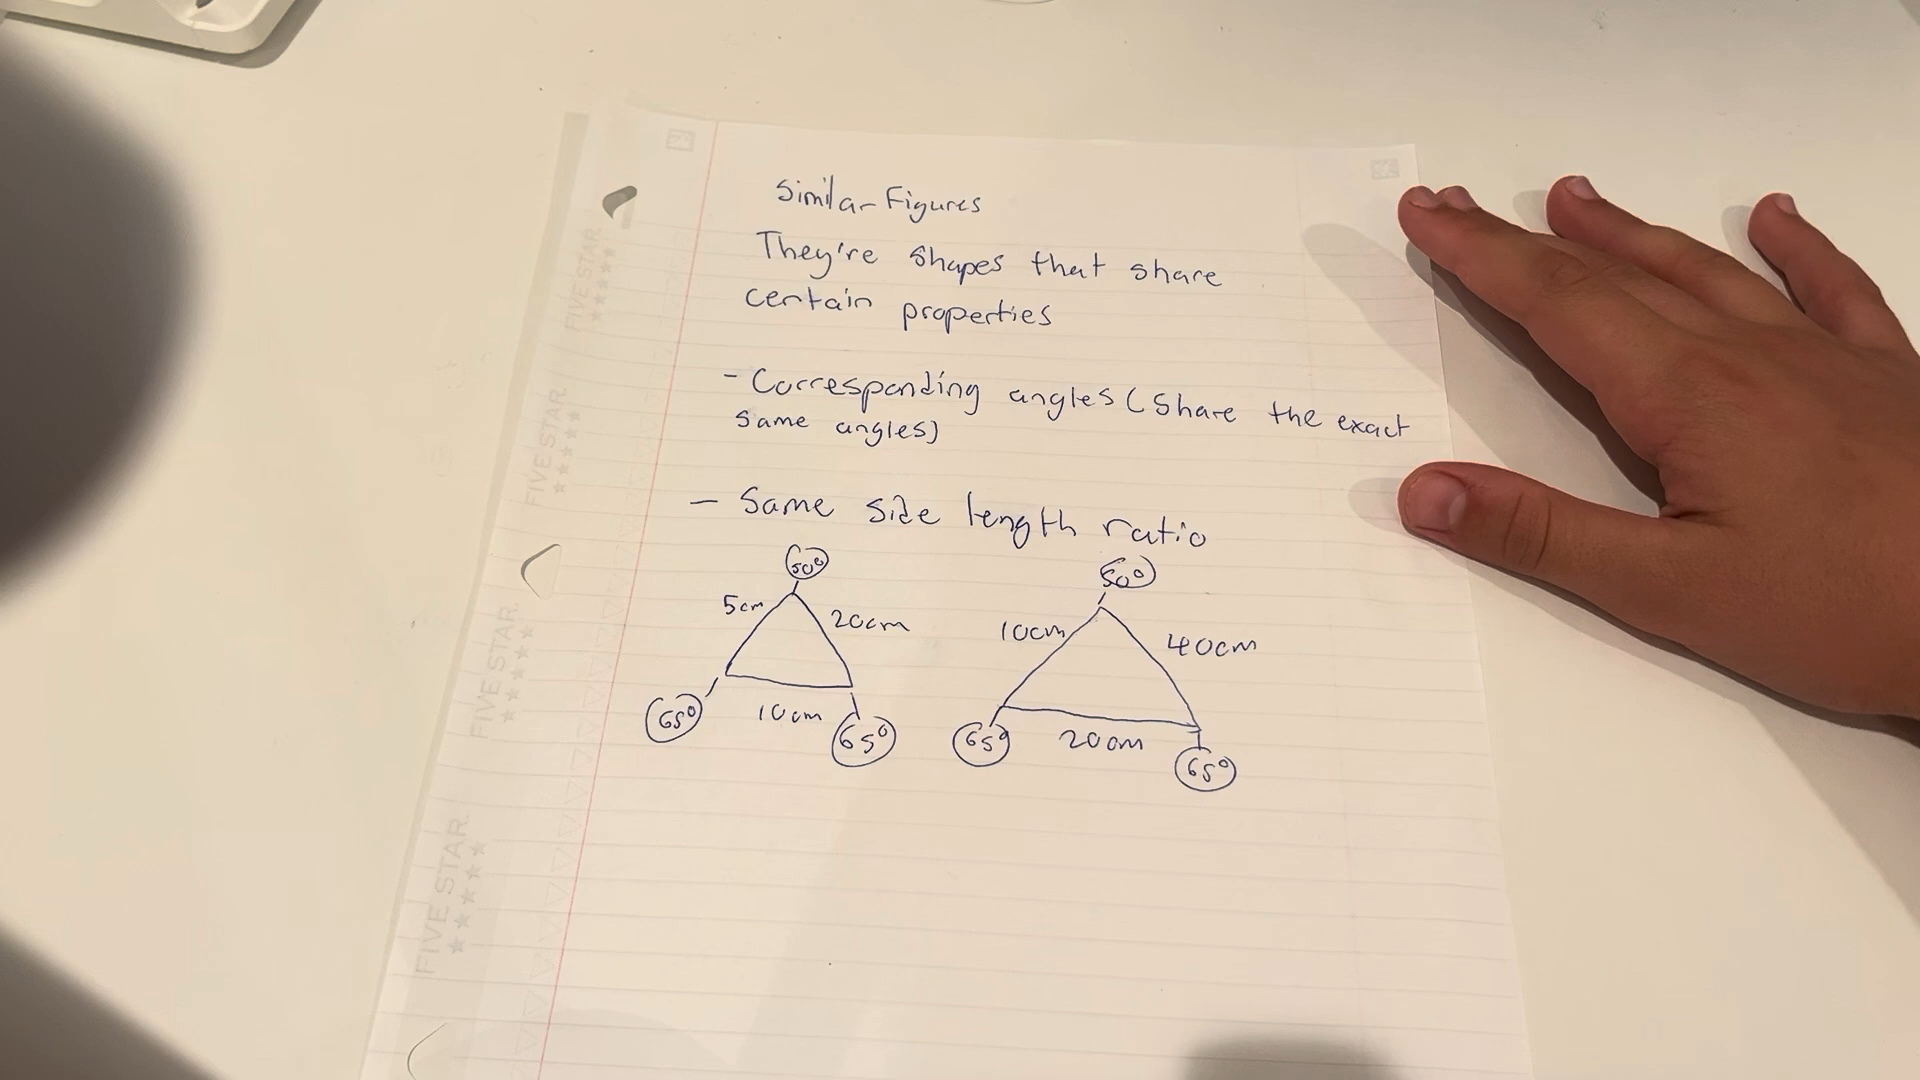 Similar Figures
They're shapes that share
certain properties
- Corresponding angles (Share the exact
same angles)
- Same side length ratio
50° 50°
5cm 20cm 10cm 40cm
65° 10cm 65° 65° 20cm 65°
FIVE STAR
FIVE STAR
FIVE STAR
FIVE STAR